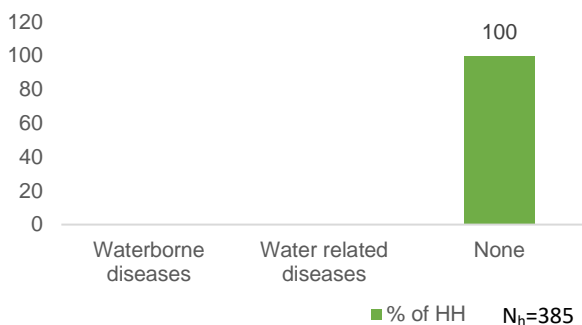 120
100
80
60
40
20
0
100
Waterborne
diseases
Water related
diseases
None
% of HH
Nh=385